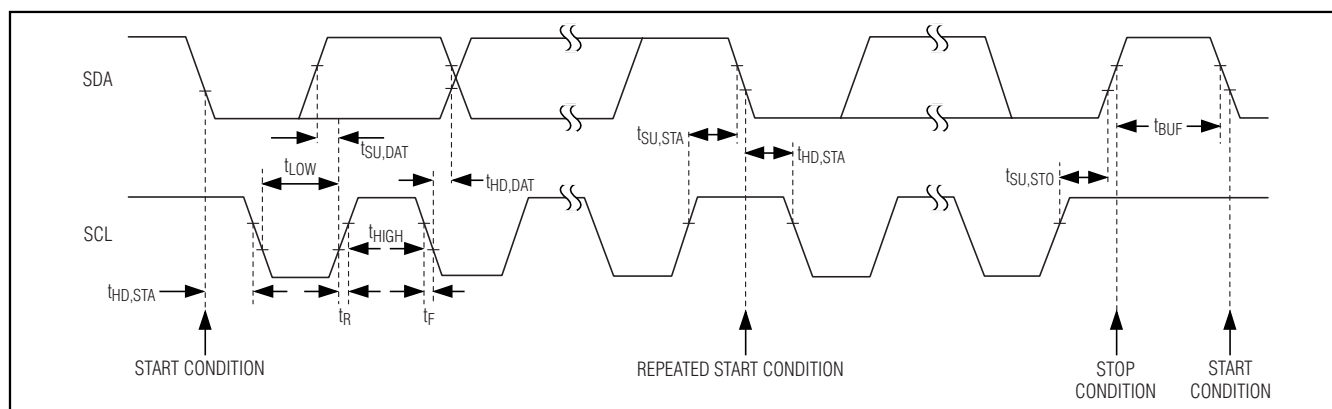 SDA
tSU,STA
tBUF
tSU,DAT
tLOW
tHD,STA
tHD,DAT
tSU,STO
SCL
tHIGH
tHD,STA
tR
tF
START CONDITION
REPEATED START CONDITION
STOP
CONDITION
START
CONDITION